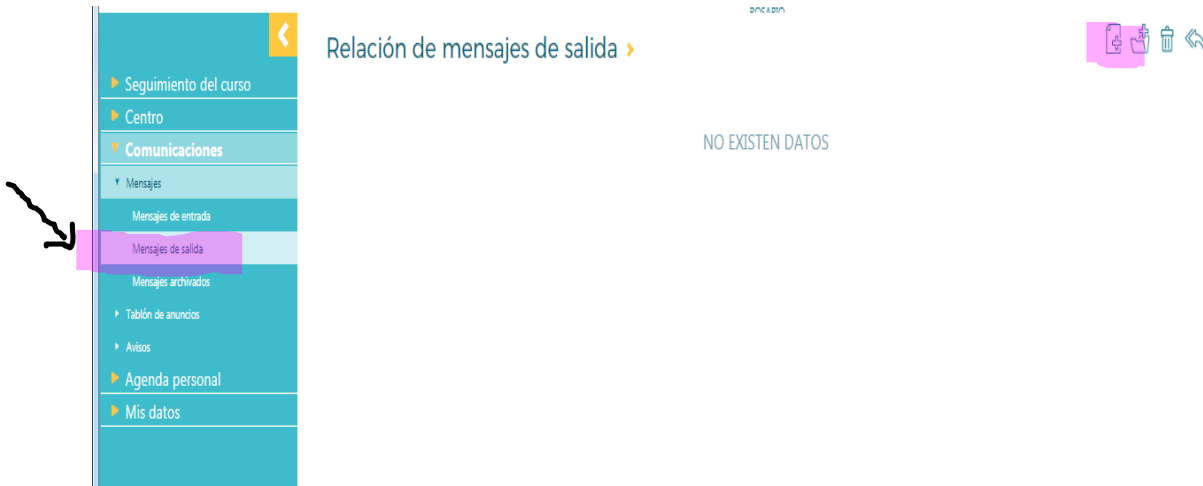 ROSARIO
Relación de mensajes de salida
Seguimiento del curso
Centro
Comunicaciones
Mensajes
Mensajes de entrada
Mensajes de salida
Mensajes archivados
Tablón de anuncios
Avisos
Agenda personal
Mis datos
NO EXISTEN DATOS